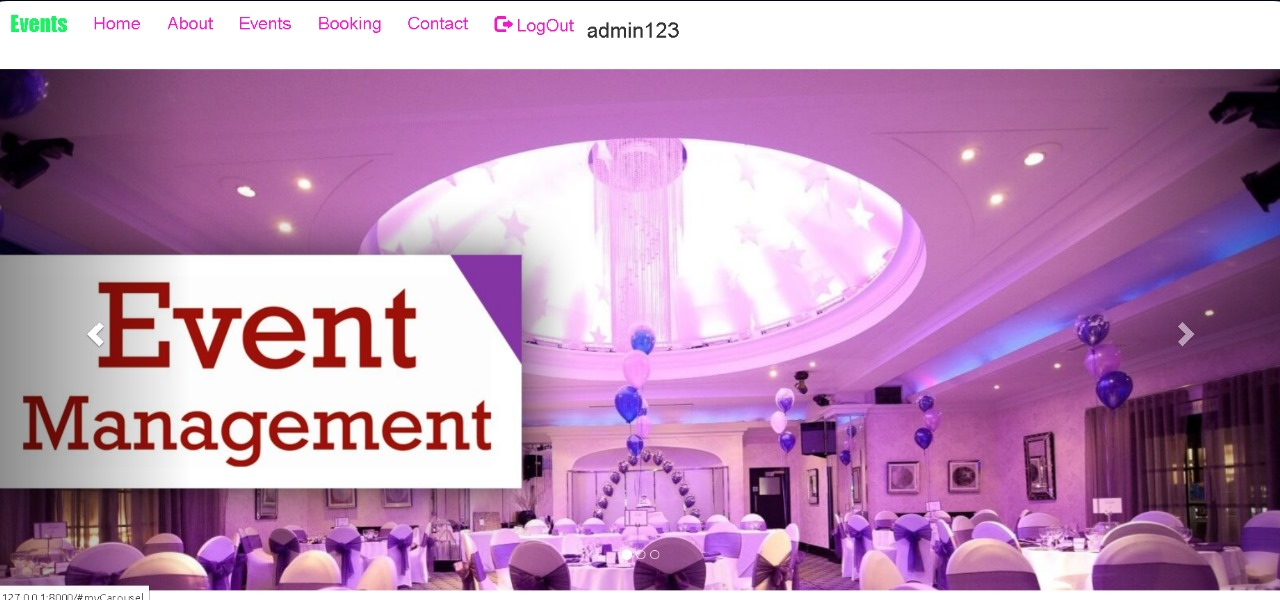 Events Home About Events Booking Contact LogOut admin123
Event
Management
127.0.0.1:8000/#myCarousel